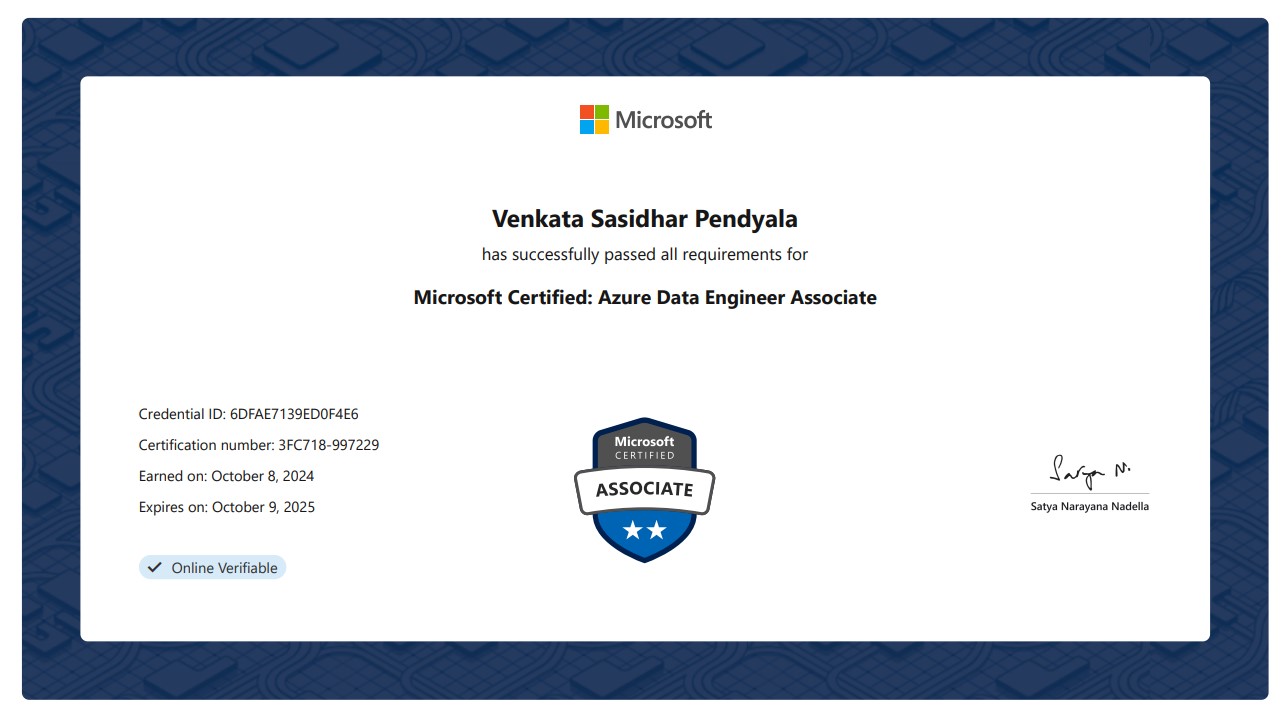 Microsoft
Venkata Sasidhar Pendyala
has successfully passed all requirements for
Microsoft Certified: Azure Data Engineer Associate
Credential ID: 6DFAE7139ED0F4E6
Certification number: 3FC718-997229
Earned on: October 8, 2024
Expires on: October 9, 2025
Online Verifiable
Microsoft
CERTIFIED
ASSOCIATE
Satya N.
Satya Narayana Nadella